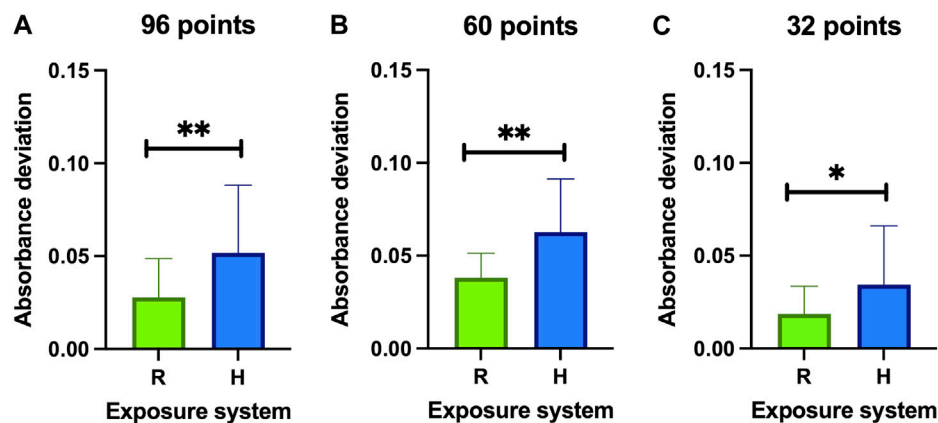 A 96 points
Absorbance deviation
0.15
0.10
0.05
0.00
**
R H
Exposure system
B 60 points
Absorbance deviation
0.15
0.10
0.05
0.00
**
R H
Exposure system
C 32 points
Absorbance deviation
0.15
0.10
0.05
0.00
*
R H
Exposure system